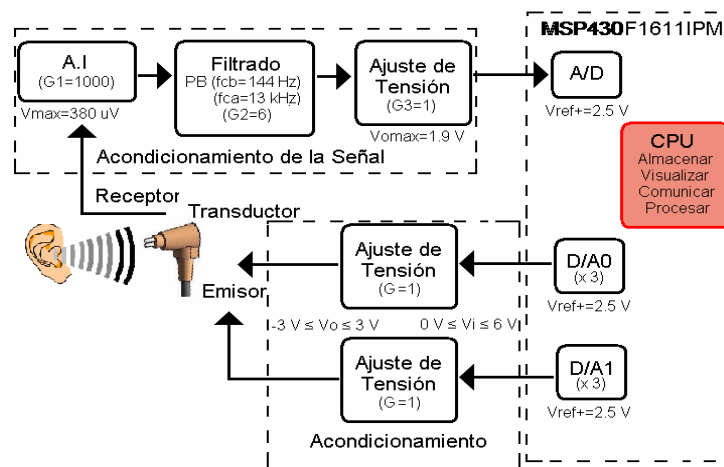 MSP430F1611IPM
A.I
(G1=1000)
Vmax=380 uV
Filtrado
PB (fcb=144 Hz)
(fca=13 kHz)
(G2=6)
Ajuste de
Tensión
(G3=1)
Vomax=1.9 V
A/D
Vref+=2.5 V
CPU
Almacenar
Visualizar
Comunicar
Procesar
Acondicionamiento de la Señal
Receptor
Transductor
Emisor
Ajuste de
Tensión
(G=1)
-3 V ≤ Vo ≤ 3 V
0 V ≤ Vi ≤ 6 V
D/A0
(x 3)
Vref+=2.5 V
Ajuste de
Tensión
(G=1)
D/A1
(x 3)
Vref+=2.5 V
Acondicionamiento